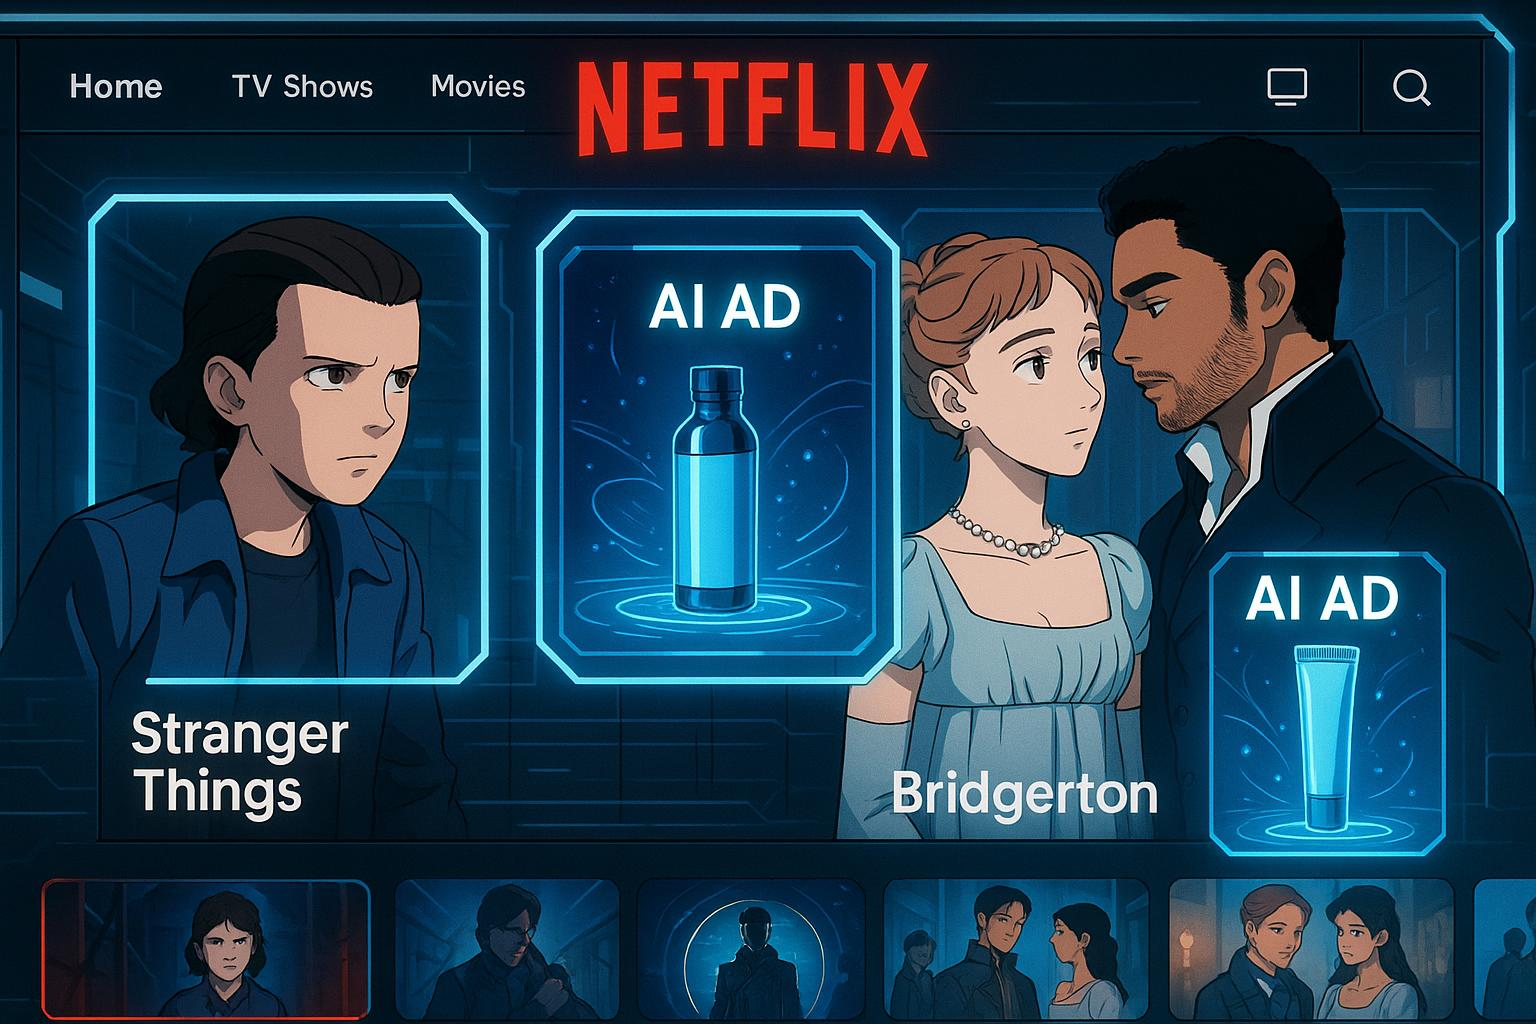 Home TV Shows Movies NETFLIX
AI AD
AI AD
Stranger
Things
Bridgerton